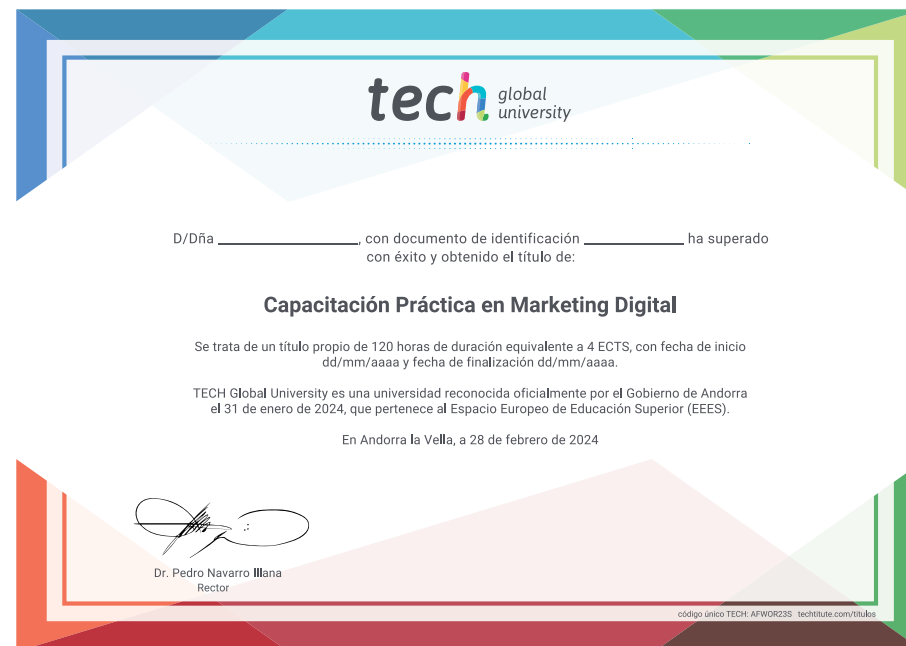 tech global university
D/Dña ______________, con documento de identificación __________ ha superado
con éxito y obtenido el título de:
Capacitación Práctica en Marketing Digital
Se trata de un título propio de 120 horas de duración equivalente a 4 ECTS, con fecha de inicio
dd/mm/aaaa y fecha de finalización dd/mm/aaaa.
TECH Global University es una universidad reconocida oficialmente por el Gobierno de Andorra
el 31 de enero de 2024, que pertenece al Espacio Europeo de Educación Superior (EEES).
En Andorra la Vella, a 28 de febrero de 2024
Dr. Pedro Navarro Illana
Rector
código único TECH: AFWOR23S techtitute.com/titulos